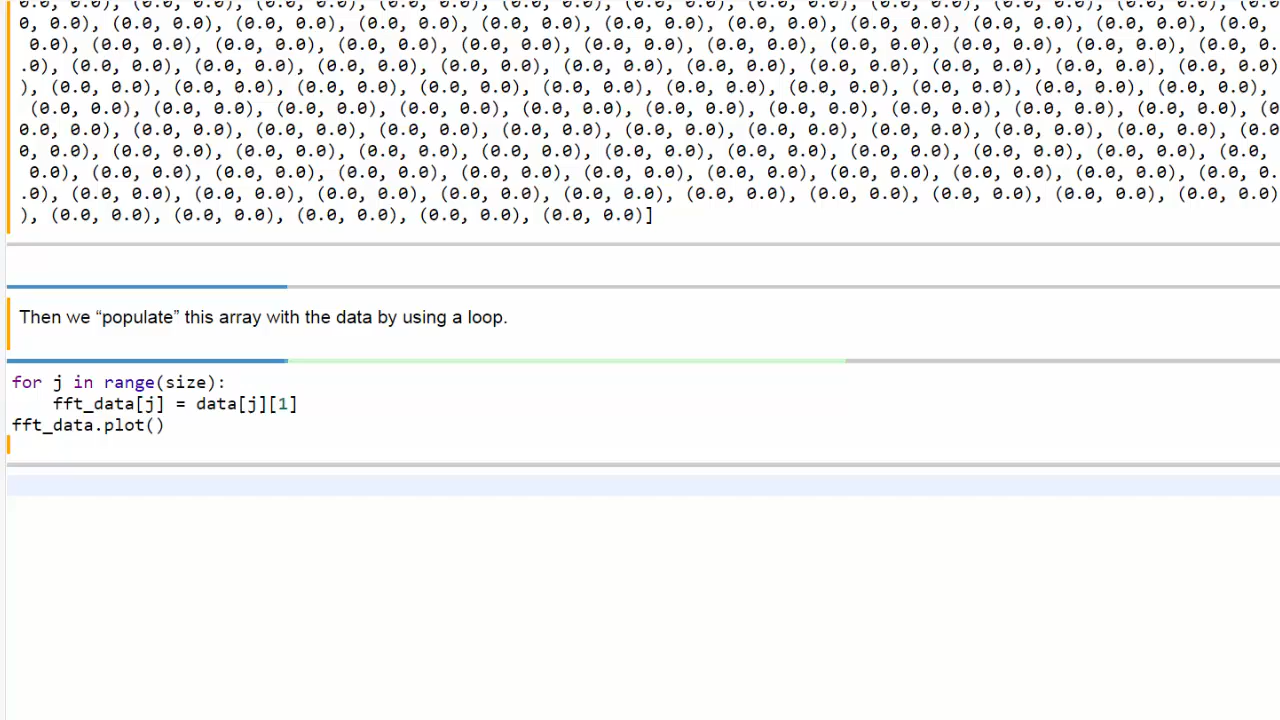 0.0, 0.0), (0.0, 0.0), (0.0, 0.0), (0.0, 0.0), (0.0, 0.0), (0.0, 0.0), (0.0, 0.0), (0.0, 0.0), (0.0, 0.0), (0.0, 0.0), (0.0
0, 0.0), (0.0, 0.0), (0.0, 0.0), (0.0, 0.0), (0.0, 0.0), (0.0, 0.0), (0.0, 0.0), (0.0, 0.0), (0.0, 0.0), (0.0, 0.0), (0.0,
0.0), (0.0, 0.0), (0.0, 0.0), (0.0, 0.0), (0.0, 0.0), (0.0, 0.0), (0.0, 0.0), (0.0, 0.0), (0.0, 0.0), (0.0, 0.0), (0.0, 0.
.0), (0.0, 0.0), (0.0, 0.0), (0.0, 0.0), (0.0, 0.0), (0.0, 0.0), (0.0, 0.0), (0.0, 0.0), (0.0, 0.0), (0.0, 0.0), (0.0, 0.0)
), (0.0, 0.0), (0.0, 0.0), (0.0, 0.0), (0.0, 0.0), (0.0, 0.0), (0.0, 0.0), (0.0, 0.0), (0.0, 0.0), (0.0, 0.0), (0.0, 0.0),
(0.0, 0.0), (0.0, 0.0), (0.0, 0.0), (0.0, 0.0), (0.0, 0.0), (0.0, 0.0), (0.0, 0.0), (0.0, 0.0), (0.0, 0.0), (0.0, 0.0), (0
0.0, 0.0), (0.0, 0.0), (0.0, 0.0), (0.0, 0.0), (0.0, 0.0), (0.0, 0.0), (0.0, 0.0), (0.0, 0.0), (0.0, 0.0), (0.0, 0.0), (0.0
0, 0.0), (0.0, 0.0), (0.0, 0.0), (0.0, 0.0), (0.0, 0.0), (0.0, 0.0), (0.0, 0.0), (0.0, 0.0), (0.0, 0.0), (0.0, 0.0), (0.0,
0.0), (0.0, 0.0), (0.0, 0.0), (0.0, 0.0), (0.0, 0.0), (0.0, 0.0), (0.0, 0.0), (0.0, 0.0), (0.0, 0.0), (0.0, 0.0), (0.0, 0.
.0), (0.0, 0.0), (0.0, 0.0), (0.0, 0.0), (0.0, 0.0), (0.0, 0.0), (0.0, 0.0), (0.0, 0.0), (0.0, 0.0), (0.0, 0.0), (0.0, 0.0)
), (0.0, 0.0), (0.0, 0.0), (0.0, 0.0), (0.0, 0.0), (0.0, 0.0)]
Then we “populate” this array with the data by using a loop.
for j in range(size):
    fft_data[j] = data[j][1]
fft_data.plot()